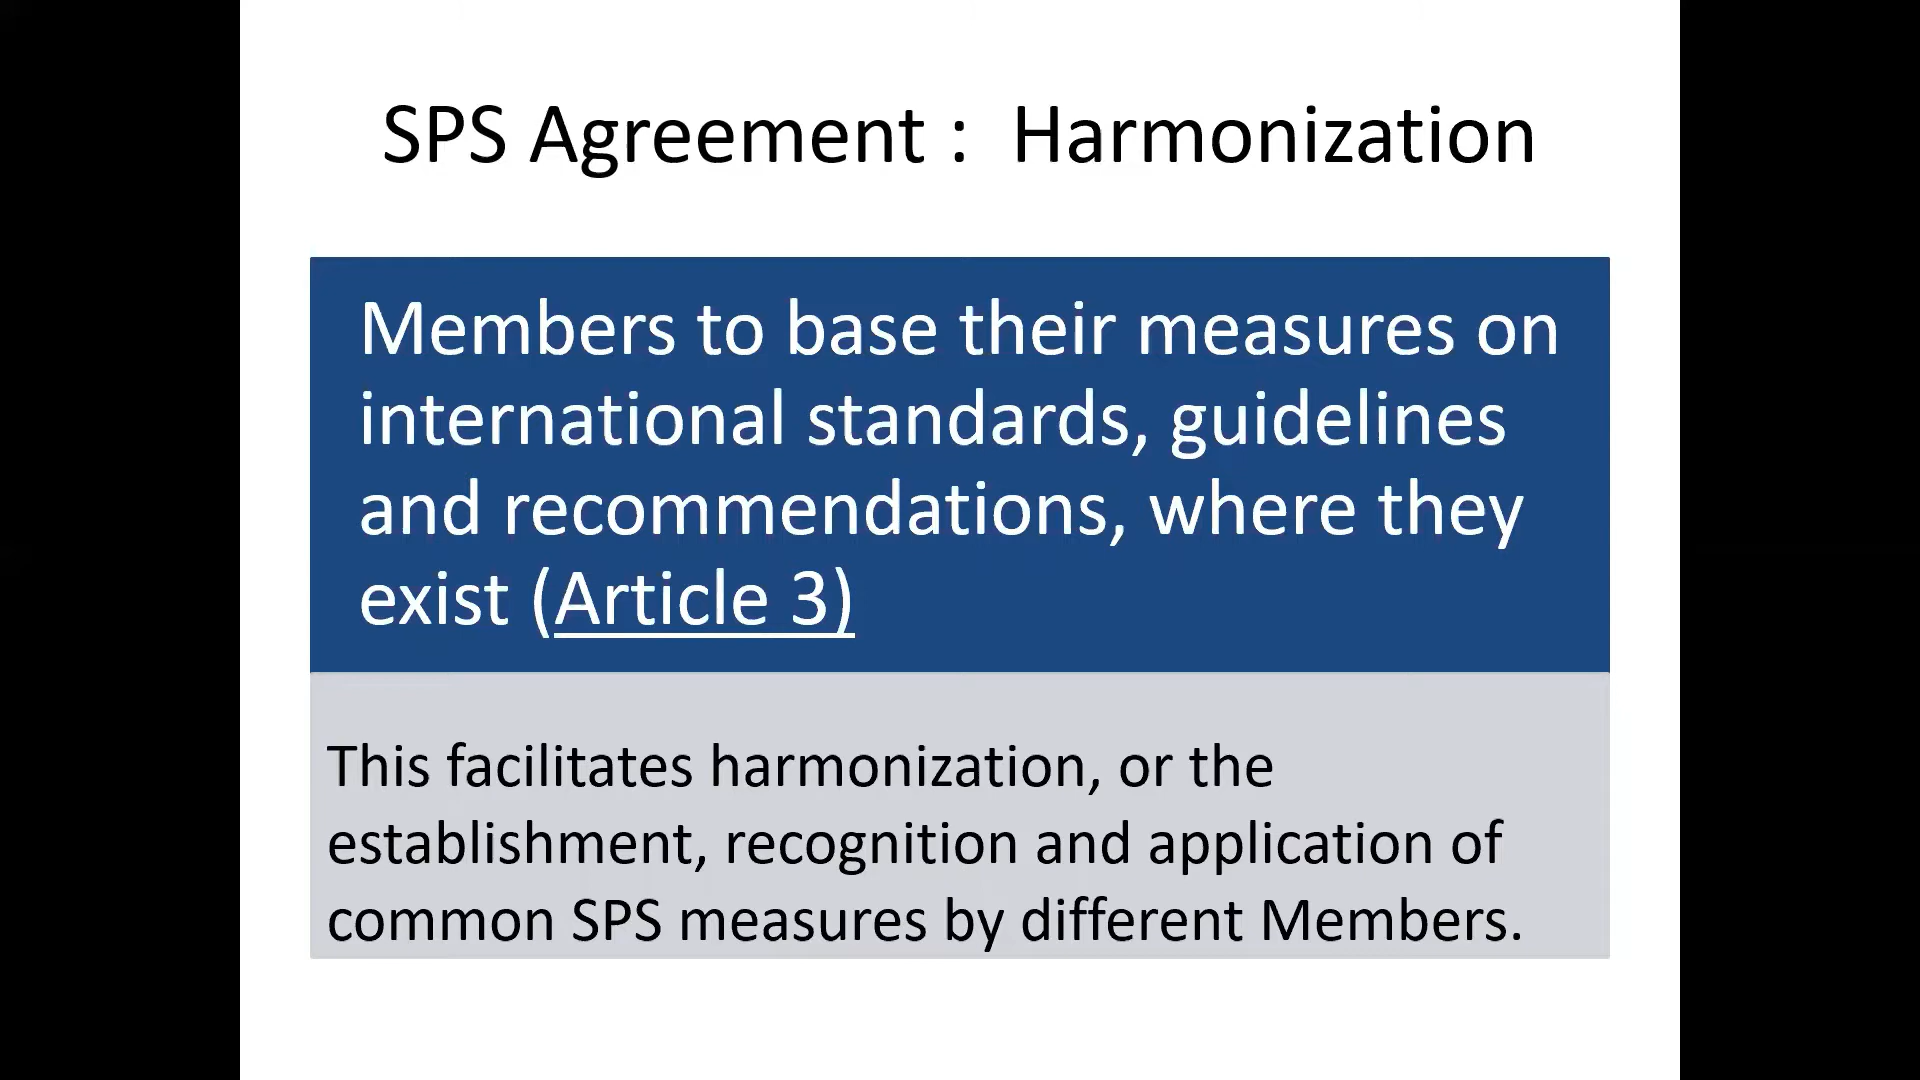 SPS Agreement :  Harmonization
Members to base their measures on
international standards, guidelines
and recommendations, where they
exist (Article 3)
This facilitates harmonization, or the
establishment, recognition and application of
common SPS measures by different Members.